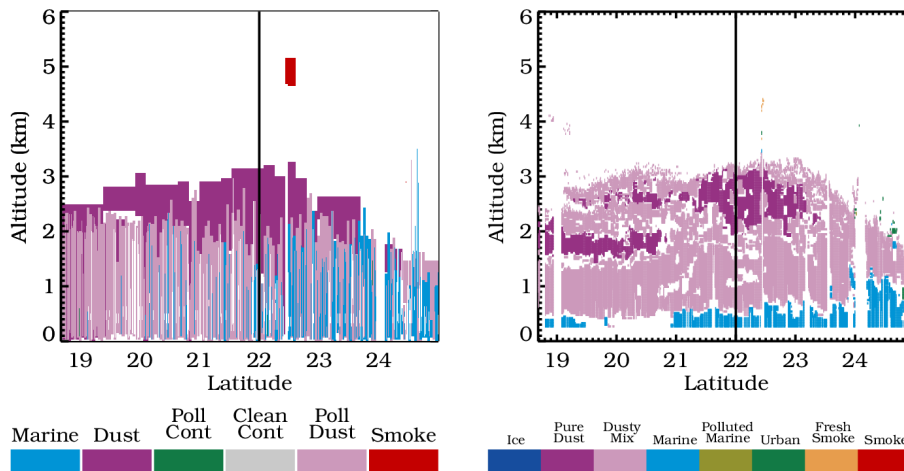 6
5
4
3
2
1
0
Altitude (km)
19 20 21 22 23 24
Latitude
6
5
4
3
2
1
0
Altitude (km)
19 20 21 22 23 24
Latitude
Marine
Dust
Poll
Cont
Clean
Cont
Poll
Dust
Smoke
Ice
Pure
Dust
Dusty
Mix
Marine
Polluted
Marine
Urban
Fresh
Smoke
Smoke